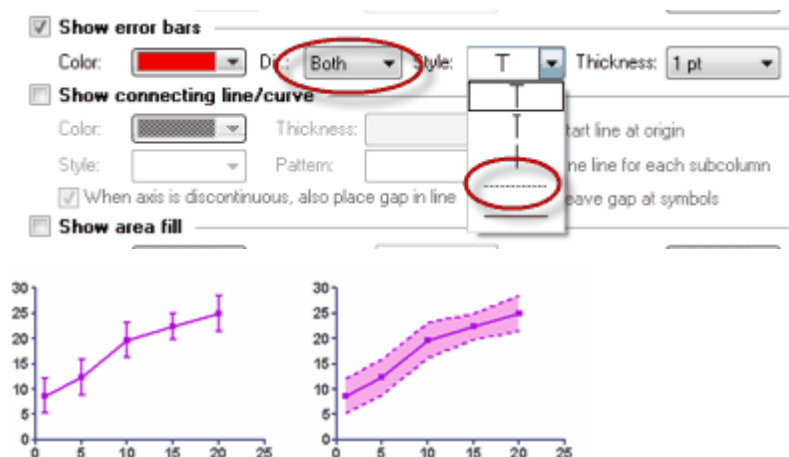 Show error bars
Color: Dir.: Both Style: Thickness: 1 pt
Show connecting line/curve
Color: Thickness: tart line at origin
Style: Pattern: ne line for each subcolumn
When axis is discontinuous, also place gap in line eave gap at symbols
Show area fill
30
25
20
15
10
5
0
0 5 10 15 20 25
30
25
20
15
10
5
0
0 5 10 15 20 25